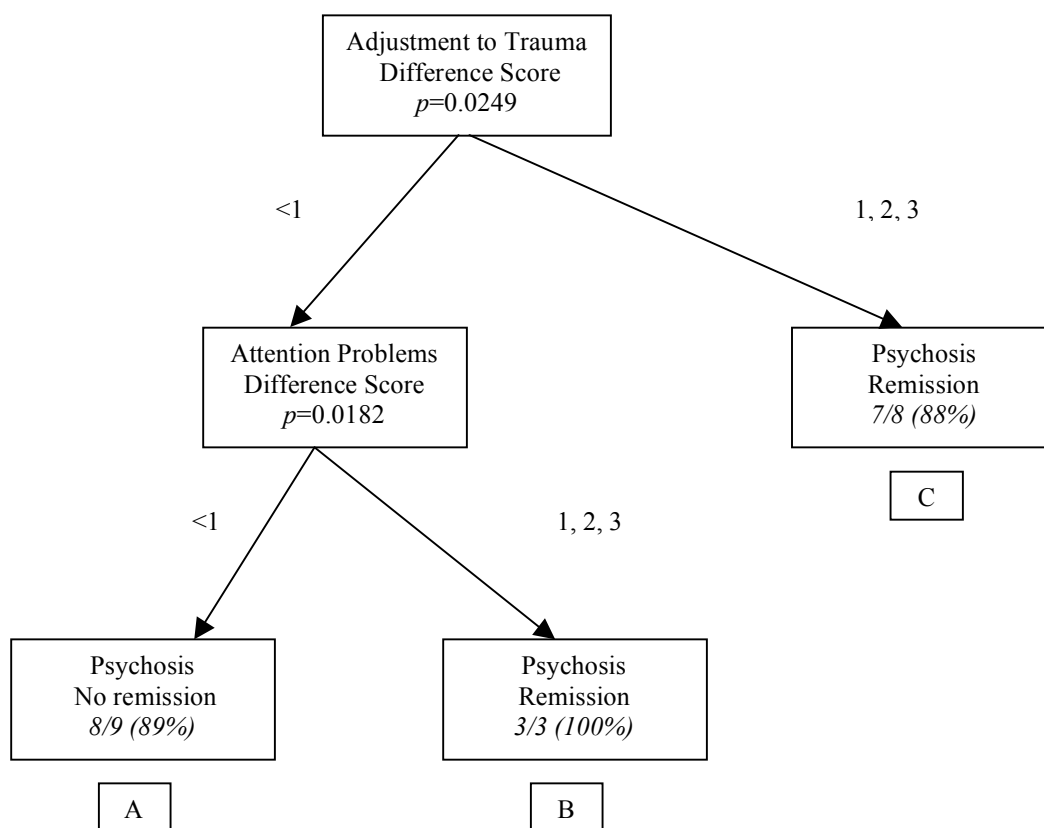 Adjustment to Trauma
Difference Score
p=0.0249
<1
1, 2, 3
Attention Problems
Difference Score
p=0.0182
Psychosis
Remission
7/8 (88%)
C
<1
1, 2, 3
Psychosis
No remission
8/9 (89%)
Psychosis
Remission
3/3 (100%)
A
B